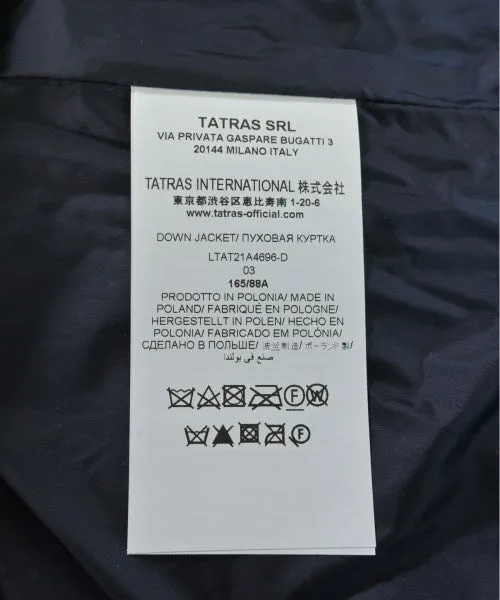 TATRAS SRL
VIA PRIVATA GASPARE BUGATTI 3
20144 MILANO ITALY
TATRAS INTERNATIONAL 株式会社
東京都渋谷区恵比寿南 1-20-6
www.tatras-official.com
DOWN JACKET/ ПУХОВАЯ КУРТКА
LTAT21A4696-D
03
165/88A
PRODOTTO IN POLONIA/ MADE IN
POLAND/ FABRIQUÉ EN POLOGNE/
HERGESTELLT IN POLEN/ HECHO EN
POLONIA/ FABRICADO EM POLÓNIA/
СДЕЛАНО В ПОЛЬШЕ/ 波兰制造/ ポーランド製/
صنع في بولندا
F W
P